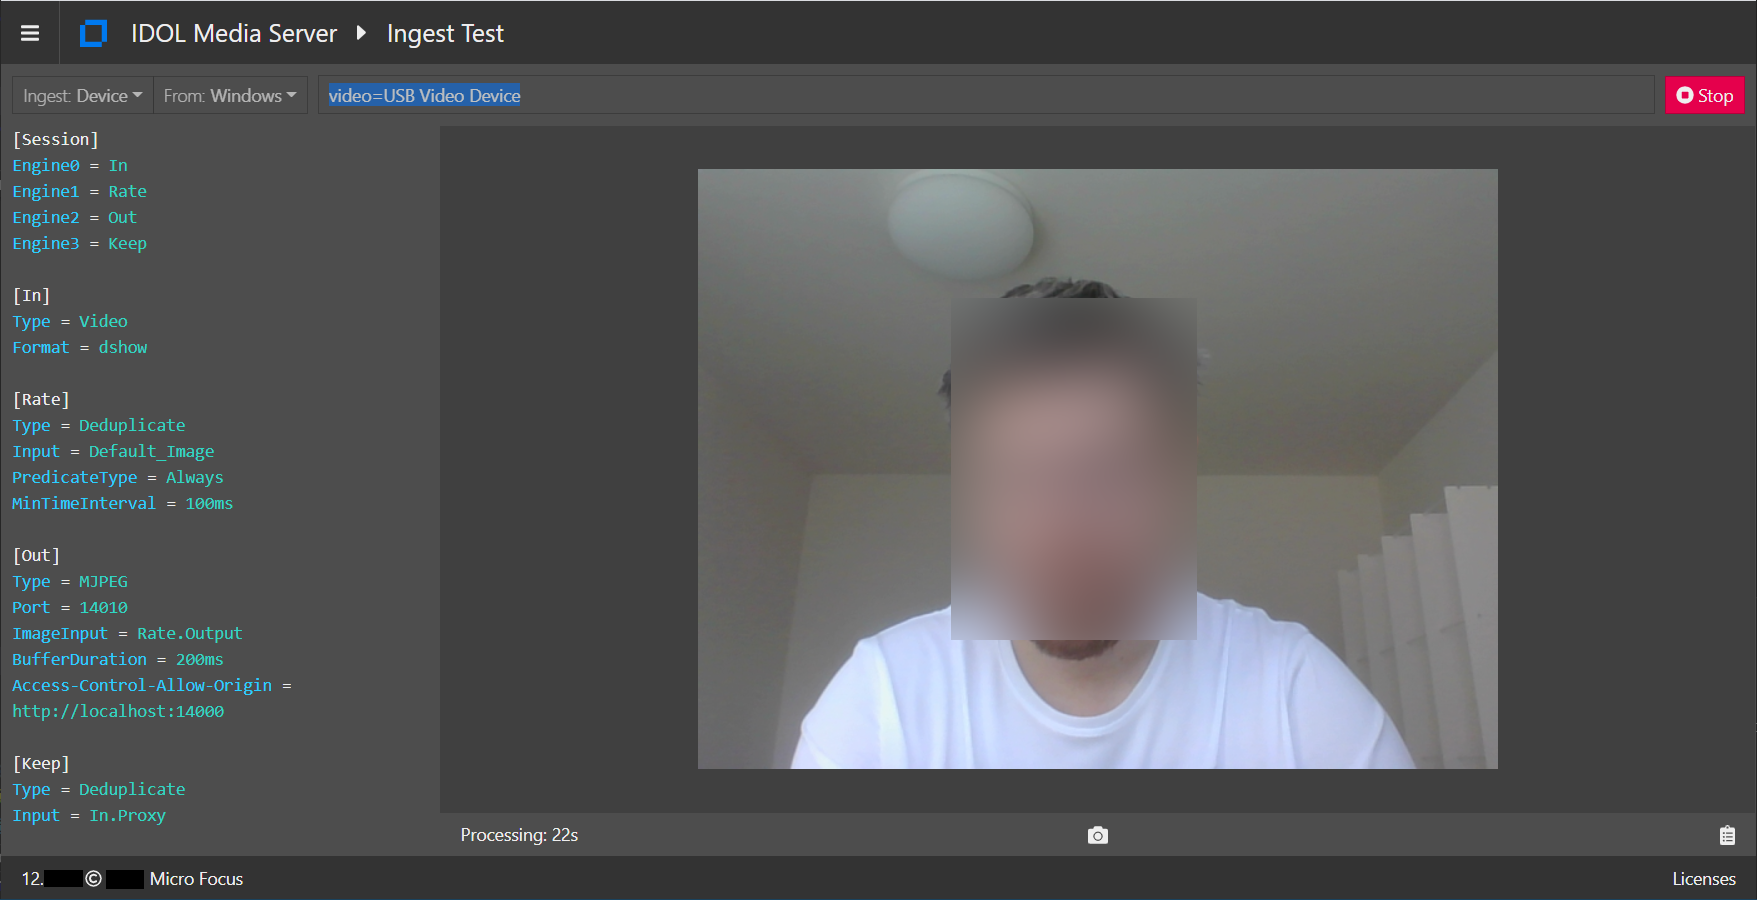 IDOL Media Server Ingest Test
Ingest: Device From: Windows video=USB Video Device Stop
[Session]
Engine0 = In
Engine1 = Rate
Engine2 = Out
Engine3 = Keep
[In]
Type = Video
Format = dshow
[Rate]
Type = Deduplicate
Input = Default_Image
PredicateType = Always
MinTimeInterval = 100ms
[Out]
Type = MJPEG
Port = 14010
ImageInput = Rate.Output
BufferDuration = 200ms
Access-Control-Allow-Origin =
http://localhost:14000
[Keep]
Type = Deduplicate
Input = In.Proxy
Processing: 22s
12. © Micro Focus Licenses